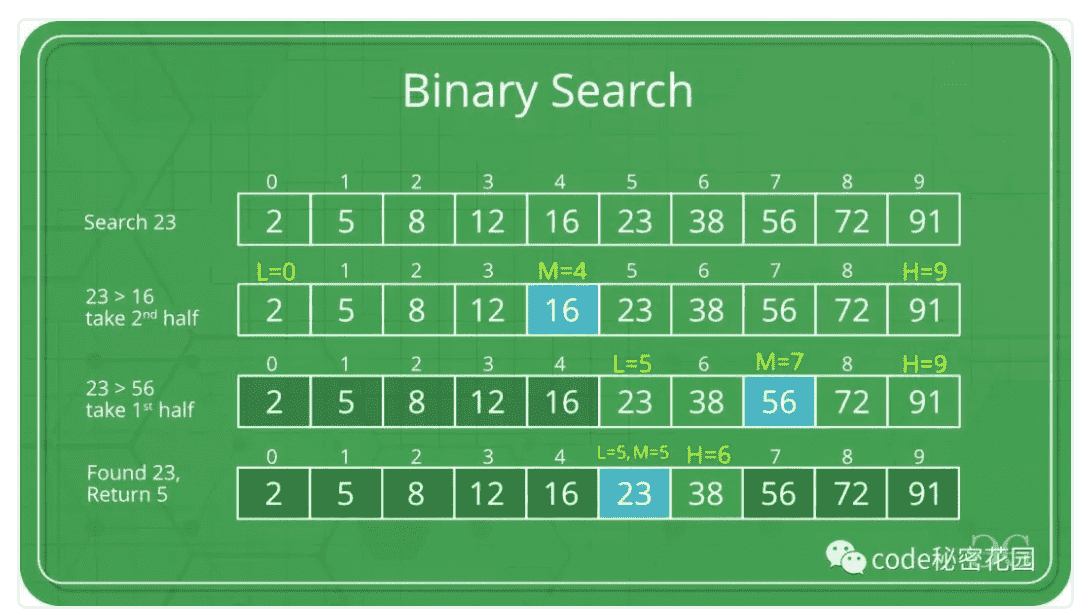 Binary Search
0 1 2 3 4 5 6 7 8 9
Search 23
2 5 8 12 16 23 38 56 72 91
L=0 1 2 3 M=4 5 6 7 8 H=9
23 > 16
take 2nd half
2 5 8 12 16 23 38 56 72 91
0 1 2 3 4 L=5 6 M=7 8 H=9
23 > 56
take 1st half
2 5 8 12 16 23 38 56 72 91
0 1 2 3 4 L=5, M=5 H=6 7 8 9
Found 23,
Return 5
2 5 8 12 16 23 38 56 72 91
code秘密花园